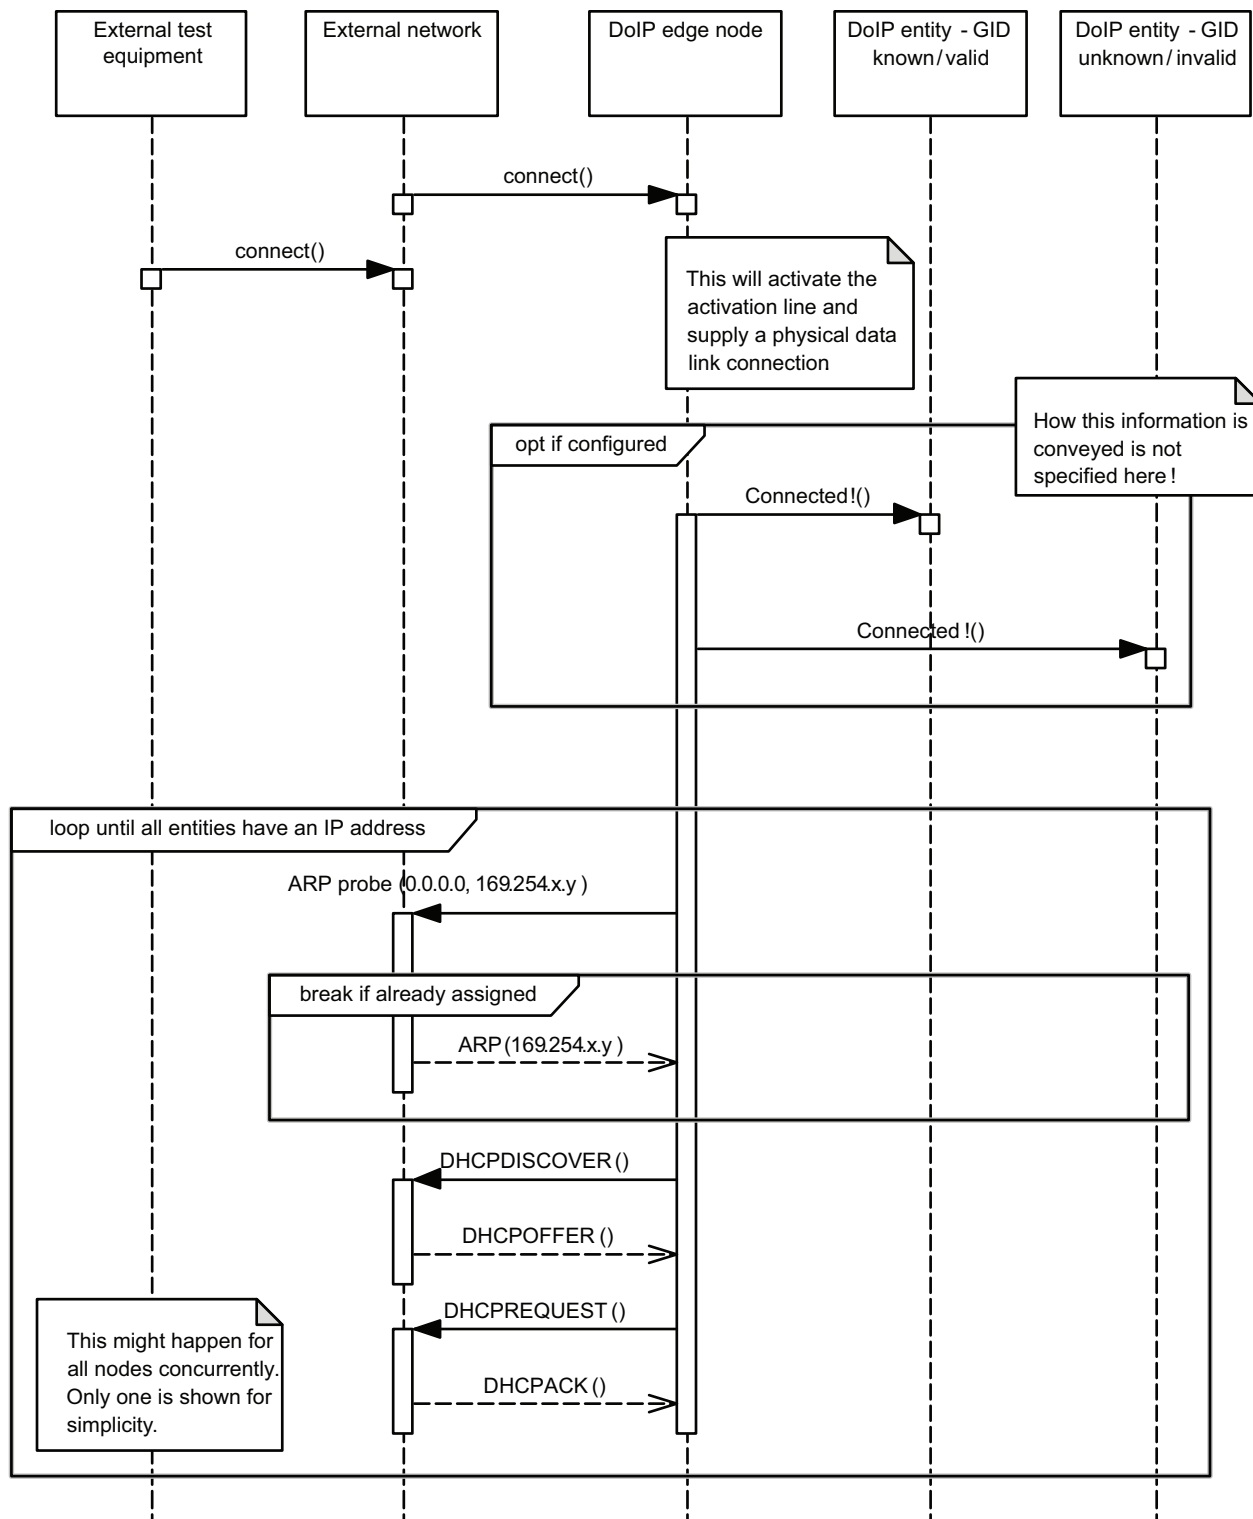 External test
equipment
External network
DoIP edge node
DoIP entity - GID
known/valid
DoIP entity - GID
unknown/invalid
connect()
connect()
This will activate the
activation line and
supply a physical data
link connection
How this information is
conveyed is not
specified here!
opt if configured
Connected!()
Connected!()
loop until all entities have an IP address
ARP probe (0.0.0.0, 169.254.x.y)
break if already assigned
ARP(169.254.x.y)
DHCPDISCOVER()
DHCPOFFER()
DHCPREQUEST()
This might happen for
all nodes concurrently.
Only one is shown for
simplicity.
DHCPACK()